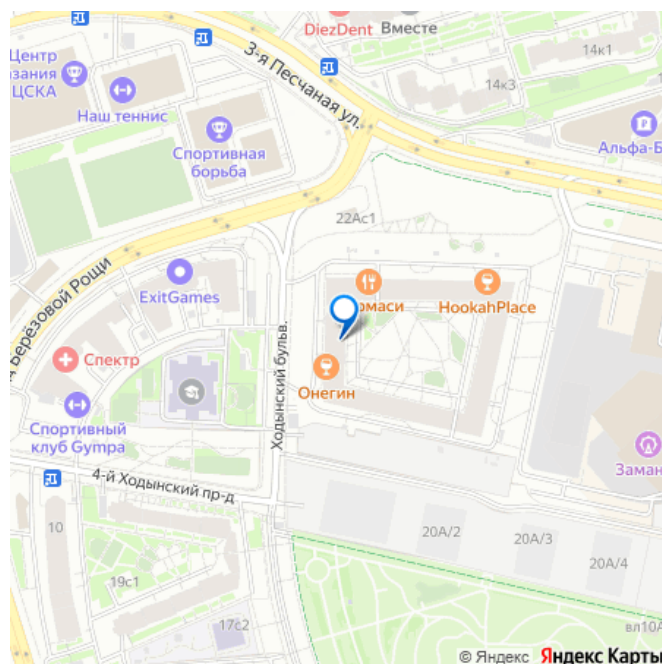 DiezDent
Вместе
14к1
Центр
азания
ЦСКА
3-я Песчаная ул.
14к3
Наш теннис
Спортивная
борьба
Альфа-Б
22Ас1
Берёзовой Рощи
ExitGames
омаси
HookahPlace
Ходынский бульв.
Спектр
Онегин
Спортивный
клуб Gympa
Заман
4-й Ходынский пр-д
10
20А/2
20А/3
20А/4
19с1
17с2
вл10А
© Яндекс Яндекс Карты